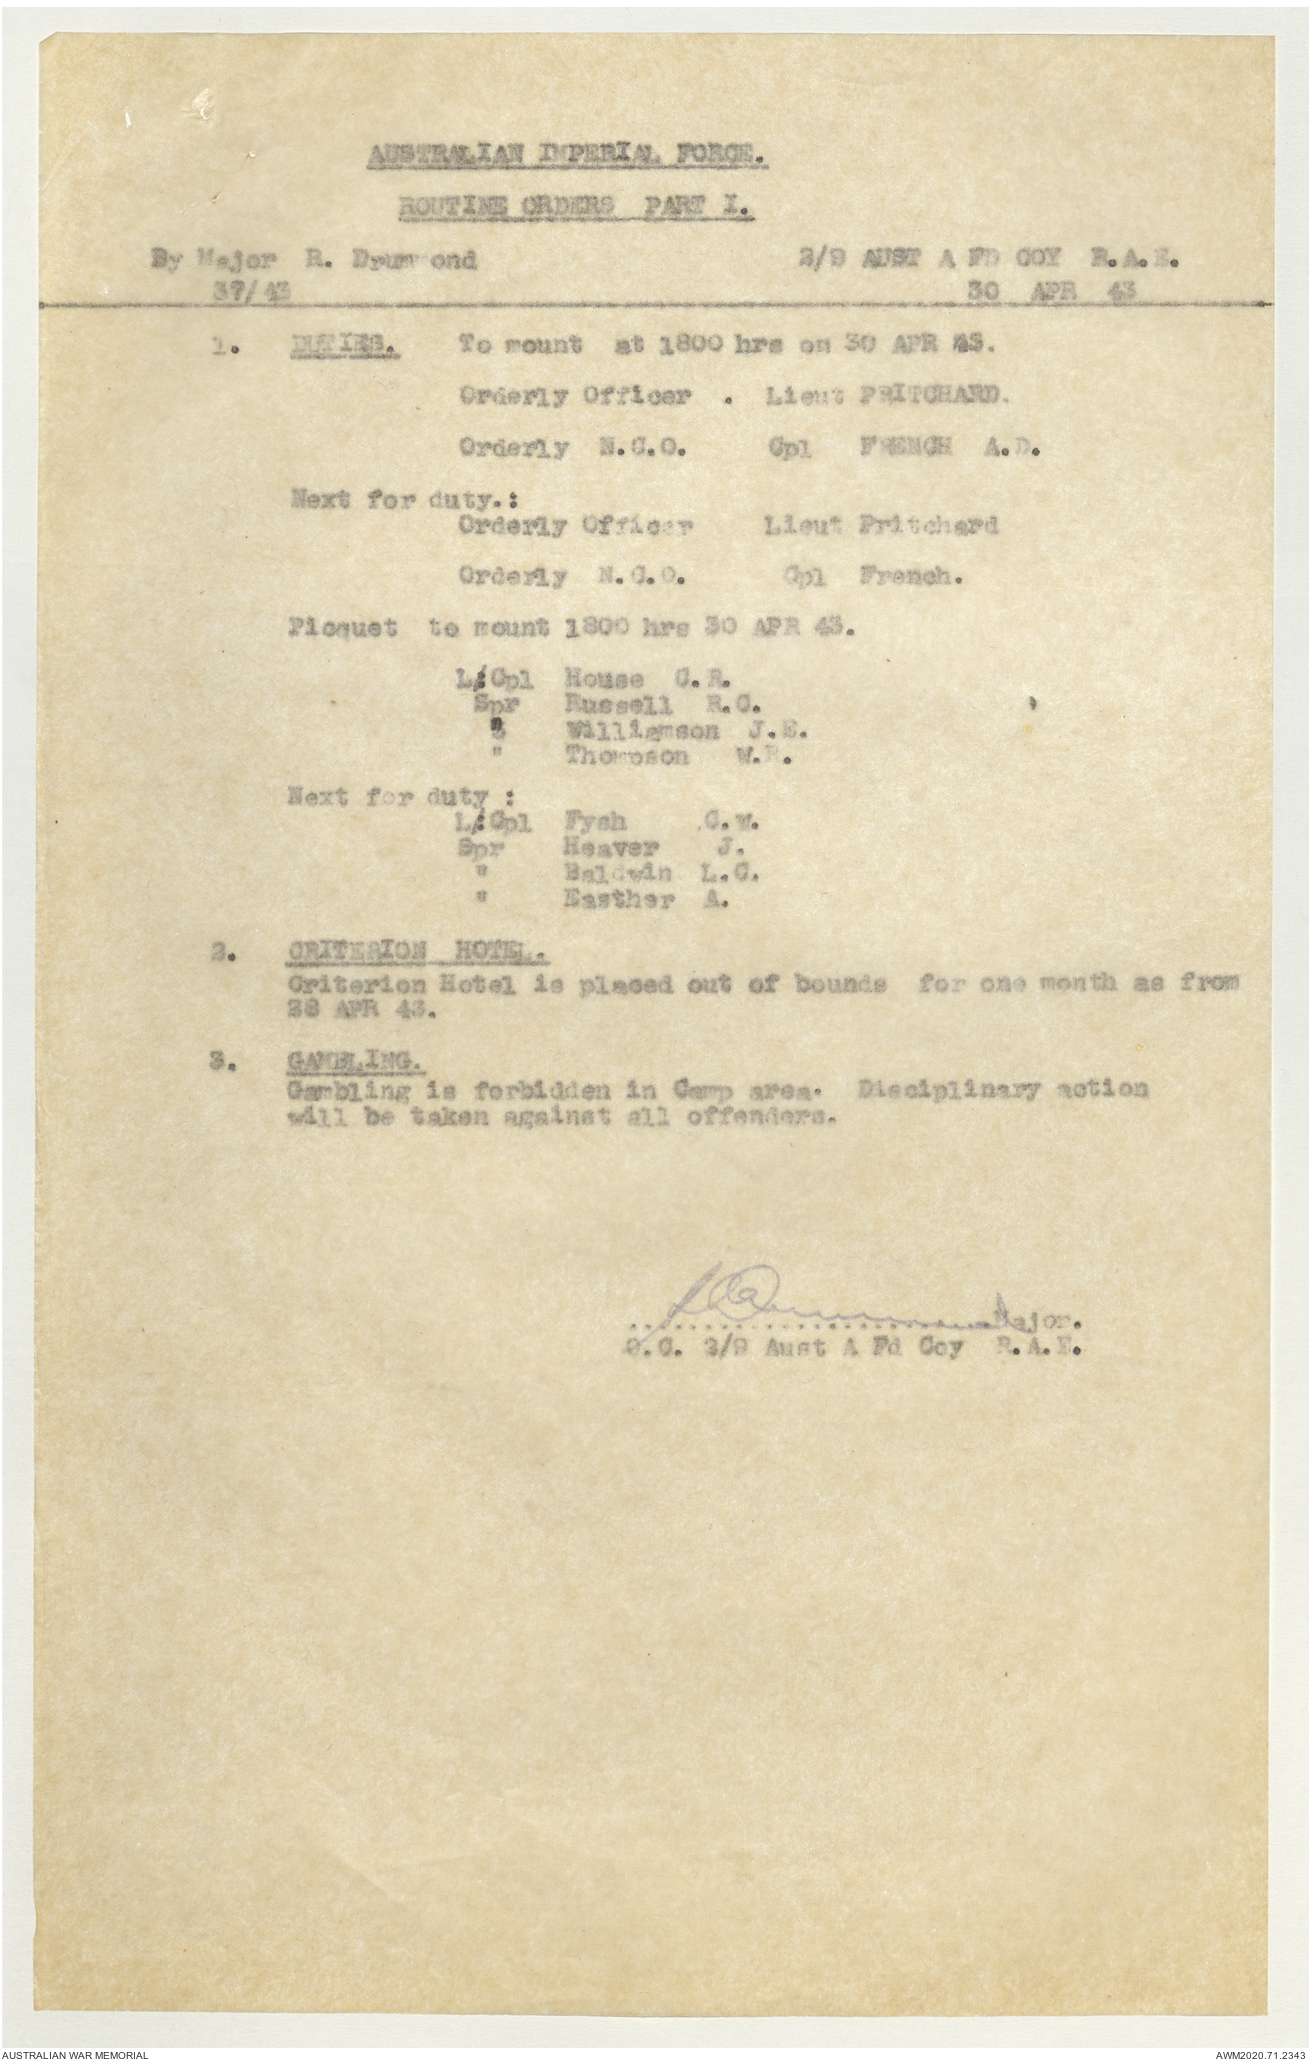 AUSTRALIAN IMPERIAL FORCE.
ROUTINE ORDERS PART I.
By Major R. Drummond 2/9 AUST A FD COY R.A.E.
37/43 30 APR 43
1. DUTIES. To mount at 1800 hrs on 30 APR 43.
Orderly Officer . Lieut PRITCHARD.
Orderly N.C.O. Cpl FRENCH A.D.
Next for duty.:
Orderly Officer Lieut Pritchard
Orderly N.C.O. Cpl French.
Picquet to mount 1800 hrs 30 APR 43.
L/Cpl House C.R.
Spr Russell R.C.
" Williamson J.E.
" Thompson W.R.
Next for duty :
L/Cpl Fysh C.W.
Spr Heaver J.
" Baldwin L.C.
" Easther A.
2. CRITERION HOTEL.
Criterion Hotel is placed out of bounds for one month as from
28 APR 43.
3. GAMBLING.
Gambling is forbidden in Camp area. Disciplinary action
will be taken against all offenders.
R Drummond Major.
O.C. 2/9 Aust A Fd Coy R.A.E.
AUSTRALIAN WAR MEMORIAL AWM2020.71.2343